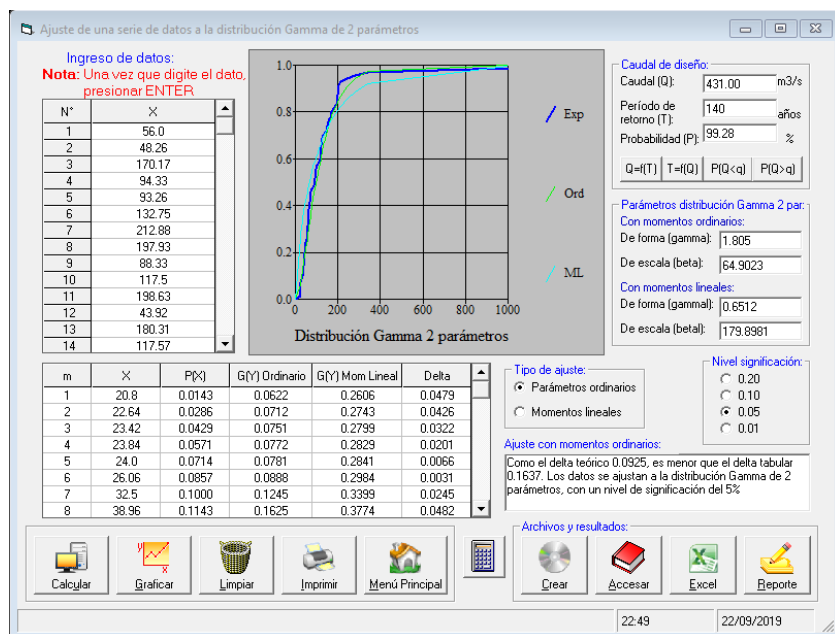 Ajuste de una serie de datos a la distribución Gamma de 2 parámetros
Ingreso de datos:
Nota: Una vez que digite el dato, presionar ENTER
N° X
1 56.0
2 48.26
3 170.17
4 94.33
5 93.26
6 132.75
7 212.88
8 197.93
9 88.33
10 117.5
11 198.63
12 43.92
13 180.31
14 117.57
1.0
0.8
0.6
0.4
0.2
0.0
0 200 400 600 800 1000
Distribución Gamma 2 parámetros
Exp
Ord
ML
Caudal de diseño:
Caudal (Q): 431.00 m3/s
Período de retorno (T): 140 años
Probabilidad (P): 99.28 %
Q=f(T) T=f(Q) P(Q<q) P(Q>q)
Parámetros distribución Gamma 2 par:
Con momentos ordinarios:
De forma (gamma): 1.805
De escala (beta): 64.9023
Con momentos lineales:
De forma (gammal): 0.6512
De escala (betal): 179.8981
m X P(X) G(Y) Ordinario G(Y) Mom Lineal Delta
1 20.8 0.0143 0.0622 0.2606 0.0479
2 22.64 0.0286 0.0712 0.2743 0.0426
3 23.42 0.0429 0.0751 0.2799 0.0322
4 23.84 0.0571 0.0772 0.2829 0.0201
5 24.0 0.0714 0.0781 0.2841 0.0066
6 26.06 0.0857 0.0888 0.2984 0.0031
7 32.5 0.1000 0.1245 0.3399 0.0245
8 38.96 0.1143 0.1625 0.3774 0.0482
Tipo de ajuste:
Parámetros ordinarios
Momentos lineales
Nivel significación:
0.20
0.10
0.05
0.01
Ajuste con momentos ordinarios:
Como el delta teórico 0.0925, es menor que el delta tabular
0.1637. Los datos se ajustan a la distribución Gamma de 2
parámetros, con un nivel de significación del 5%
Calcular
Graficar
Limpiar
Imprimir
Menú Principal
Archivos y resultados:
Crear
Accesar
Excel
Reporte
22:49 22/09/2019